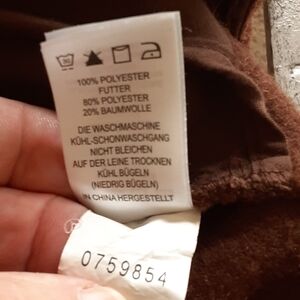 100% POLYESTER
FUTTER
80% POLYESTER
20% BAUMWOLLE
DIE WASCHMASCHINE
KÜHL-SCHONWASCHGANG
NICHT BLEICHEN
AUF DER LEINE TROCKNEN
KÜHL BÜGELN
(NIEDRIG BÜGELN)
IN CHINA HERGESTELLT
0759854